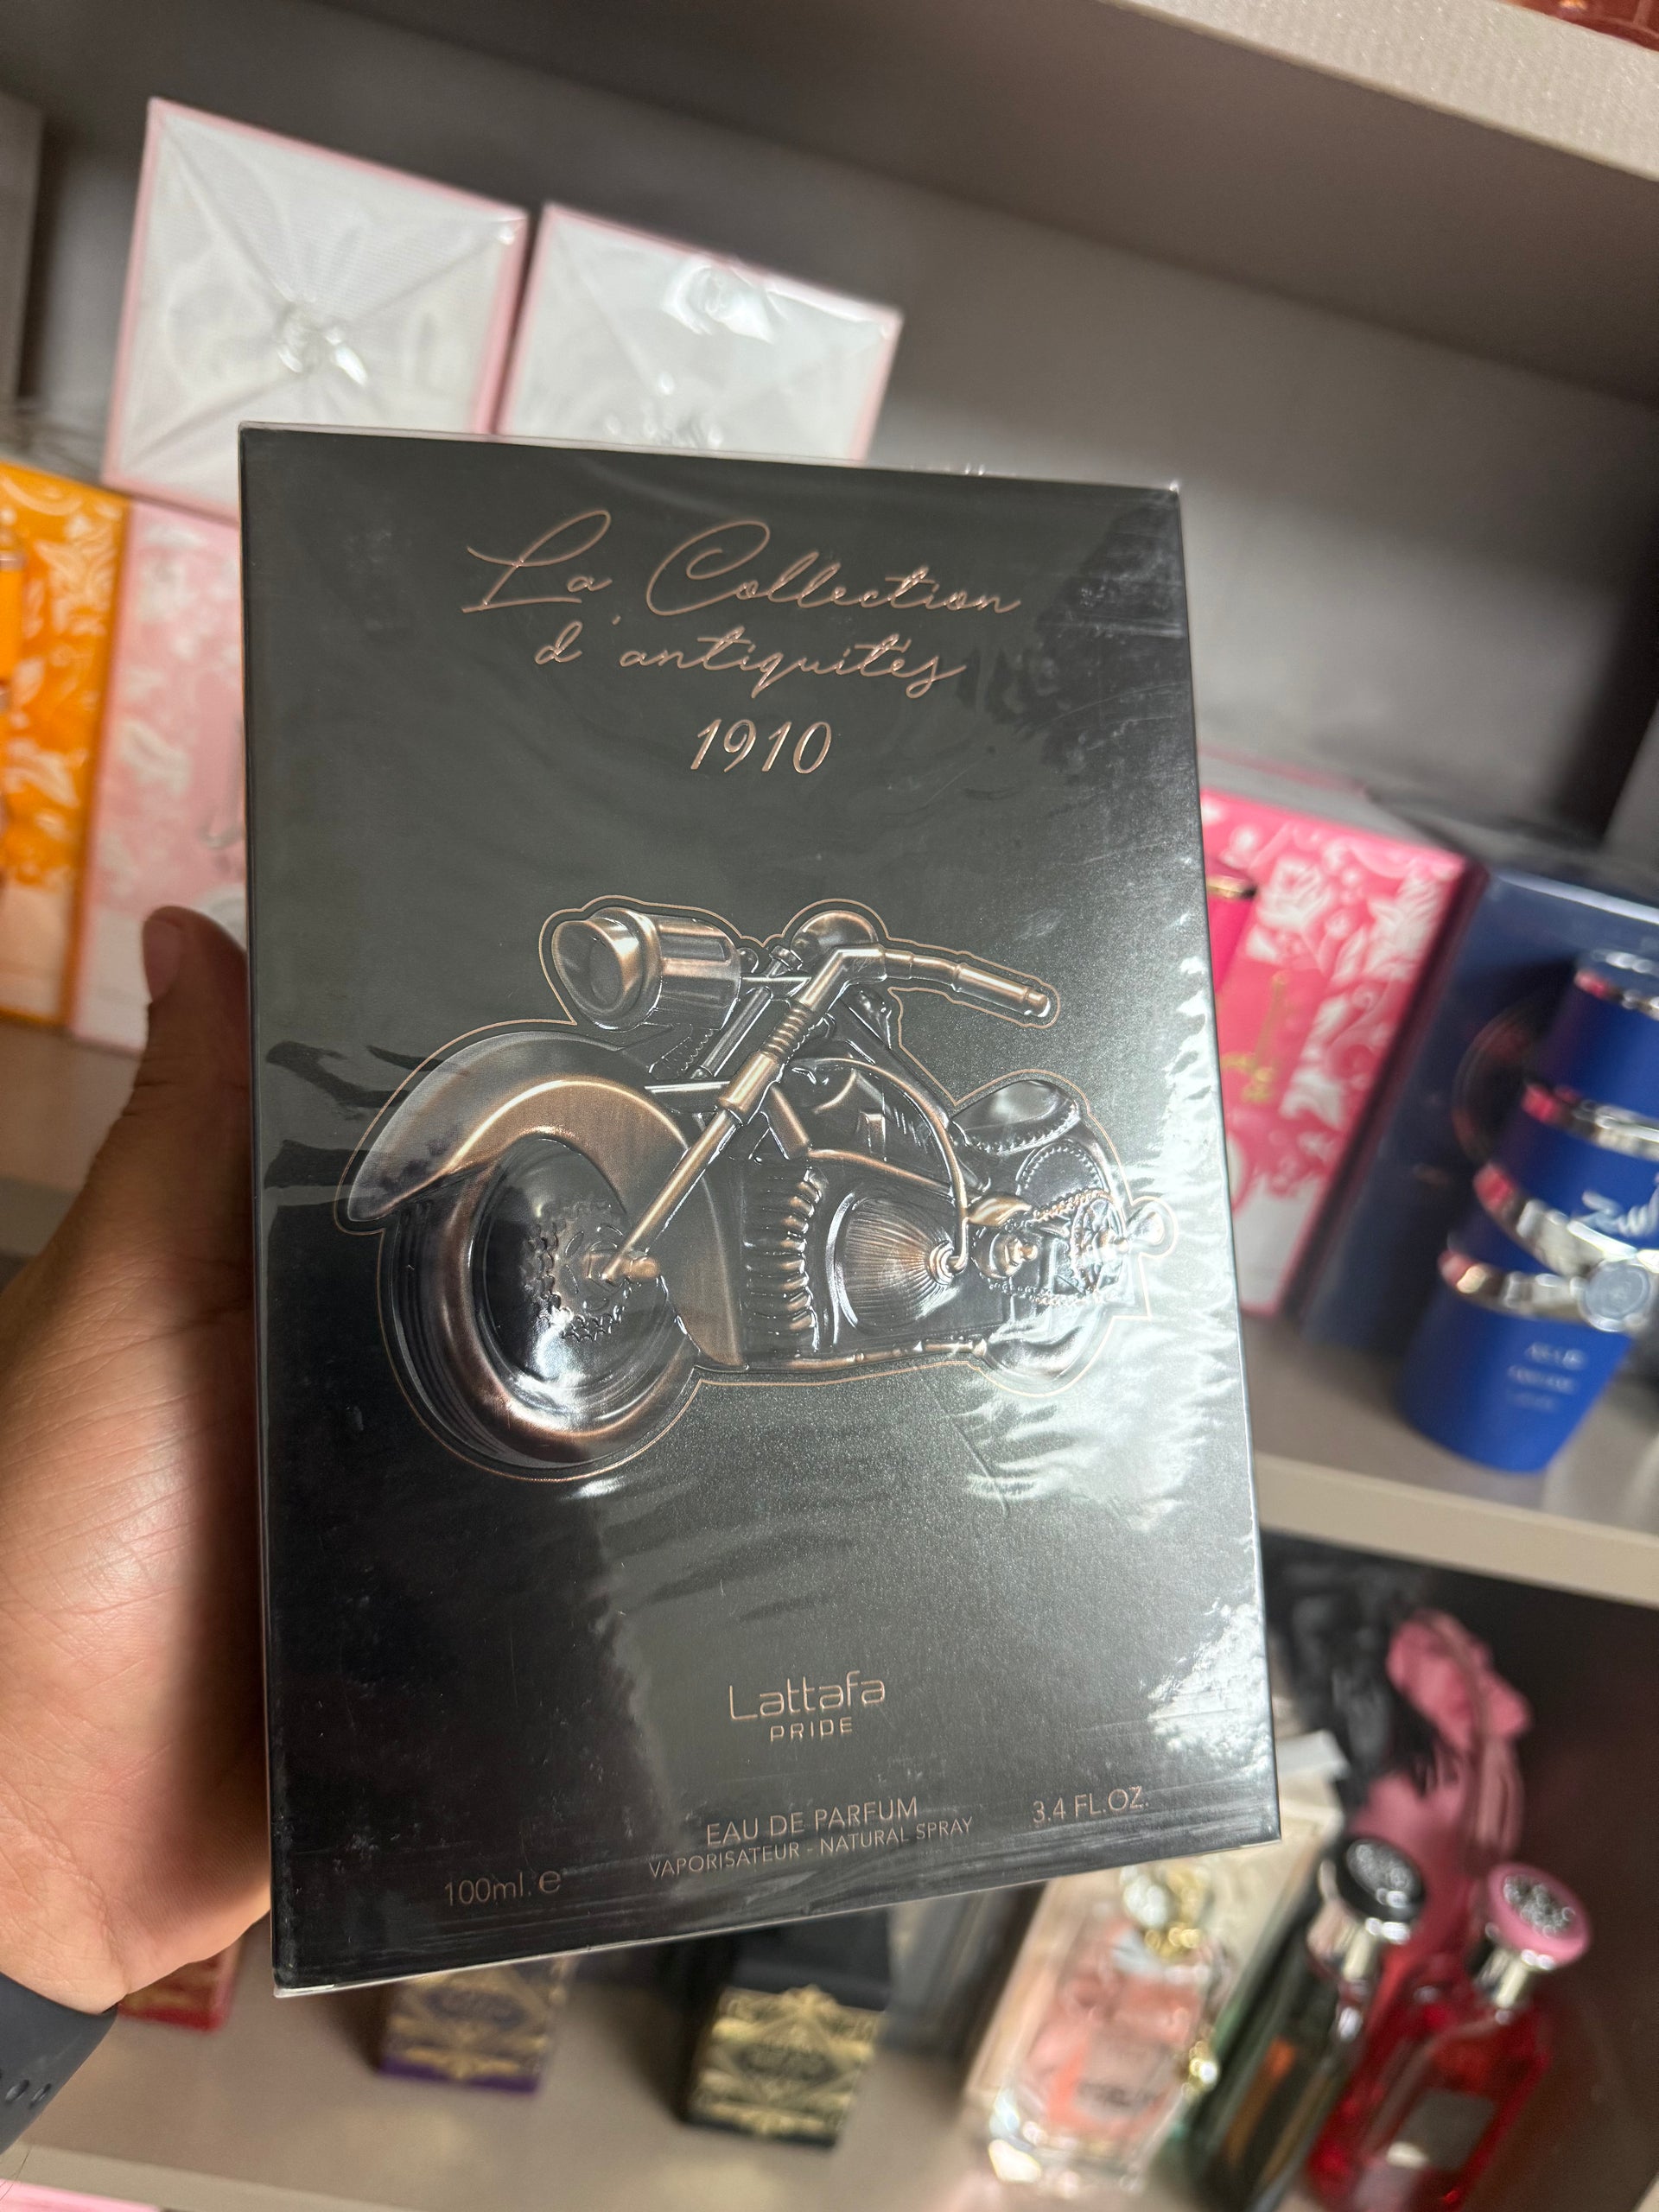 La Collection
d'antiquités
1910
Lattafa
PRIDE
EAU DE PARFUM
VAPORISATEUR - NATURAL SPRAY
100ml. e
3.4 FL.OZ.